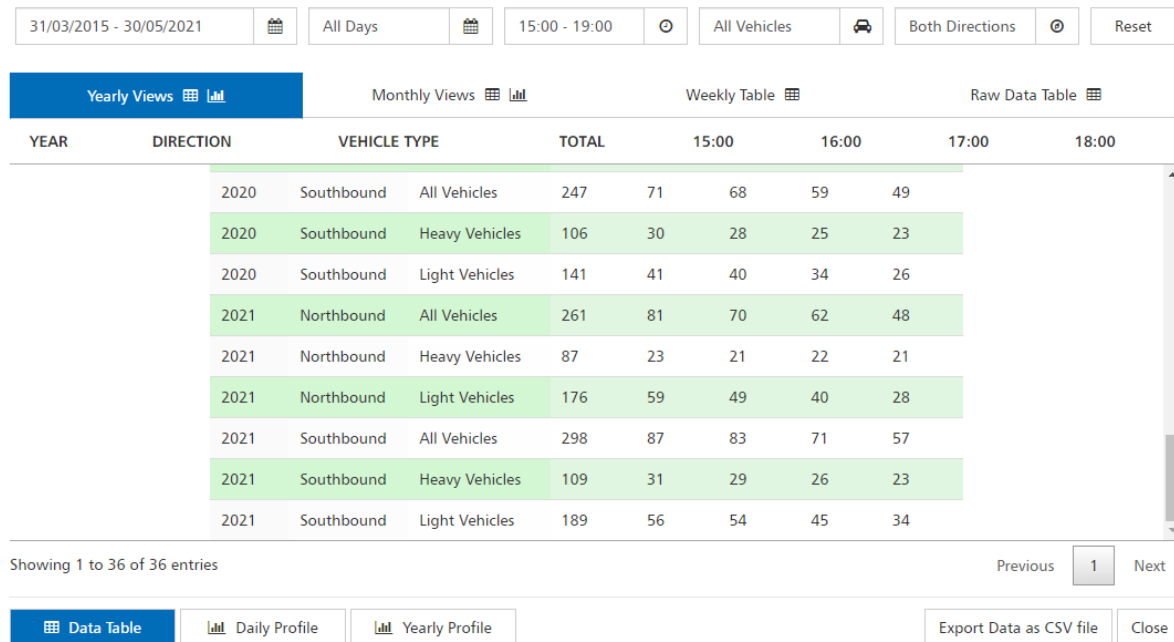 31/03/2015 - 30/05/2021 All Days 15:00 - 19:00 All Vehicles Both Directions Reset
Yearly Views Monthly Views Weekly Table Raw Data Table
YEAR DIRECTION VEHICLE TYPE TOTAL 15:00 16:00 17:00 18:00
2020 Southbound All Vehicles 247 71 68 59 49
2020 Southbound Heavy Vehicles 106 30 28 25 23
2020 Southbound Light Vehicles 141 41 40 34 26
2021 Northbound All Vehicles 261 81 70 62 48
2021 Northbound Heavy Vehicles 87 23 21 22 21
2021 Northbound Light Vehicles 176 59 49 40 28
2021 Southbound All Vehicles 298 87 83 71 57
2021 Southbound Heavy Vehicles 109 31 29 26 23
2021 Southbound Light Vehicles 189 56 54 45 34
Showing 1 to 36 of 36 entries Previous 1 Next
Data Table Daily Profile Yearly Profile Export Data as CSV file Close